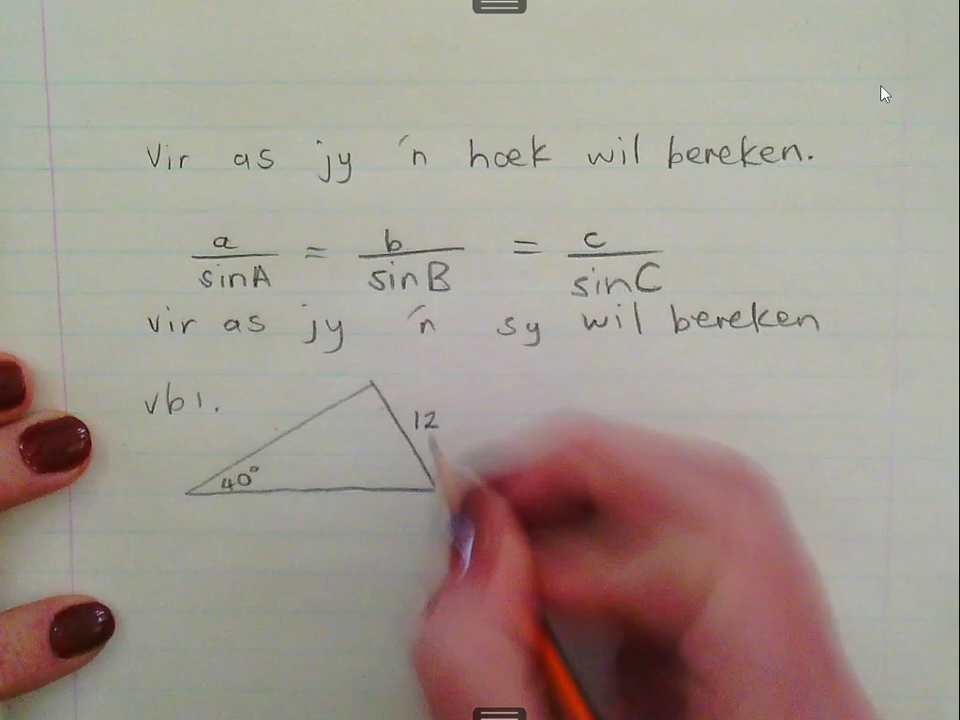 Vir as jy 'n hoek wil bereken.
a/sinA = b/sinB = c/sinC
vir as jy 'n sy wil bereken
vb1.
12
40°